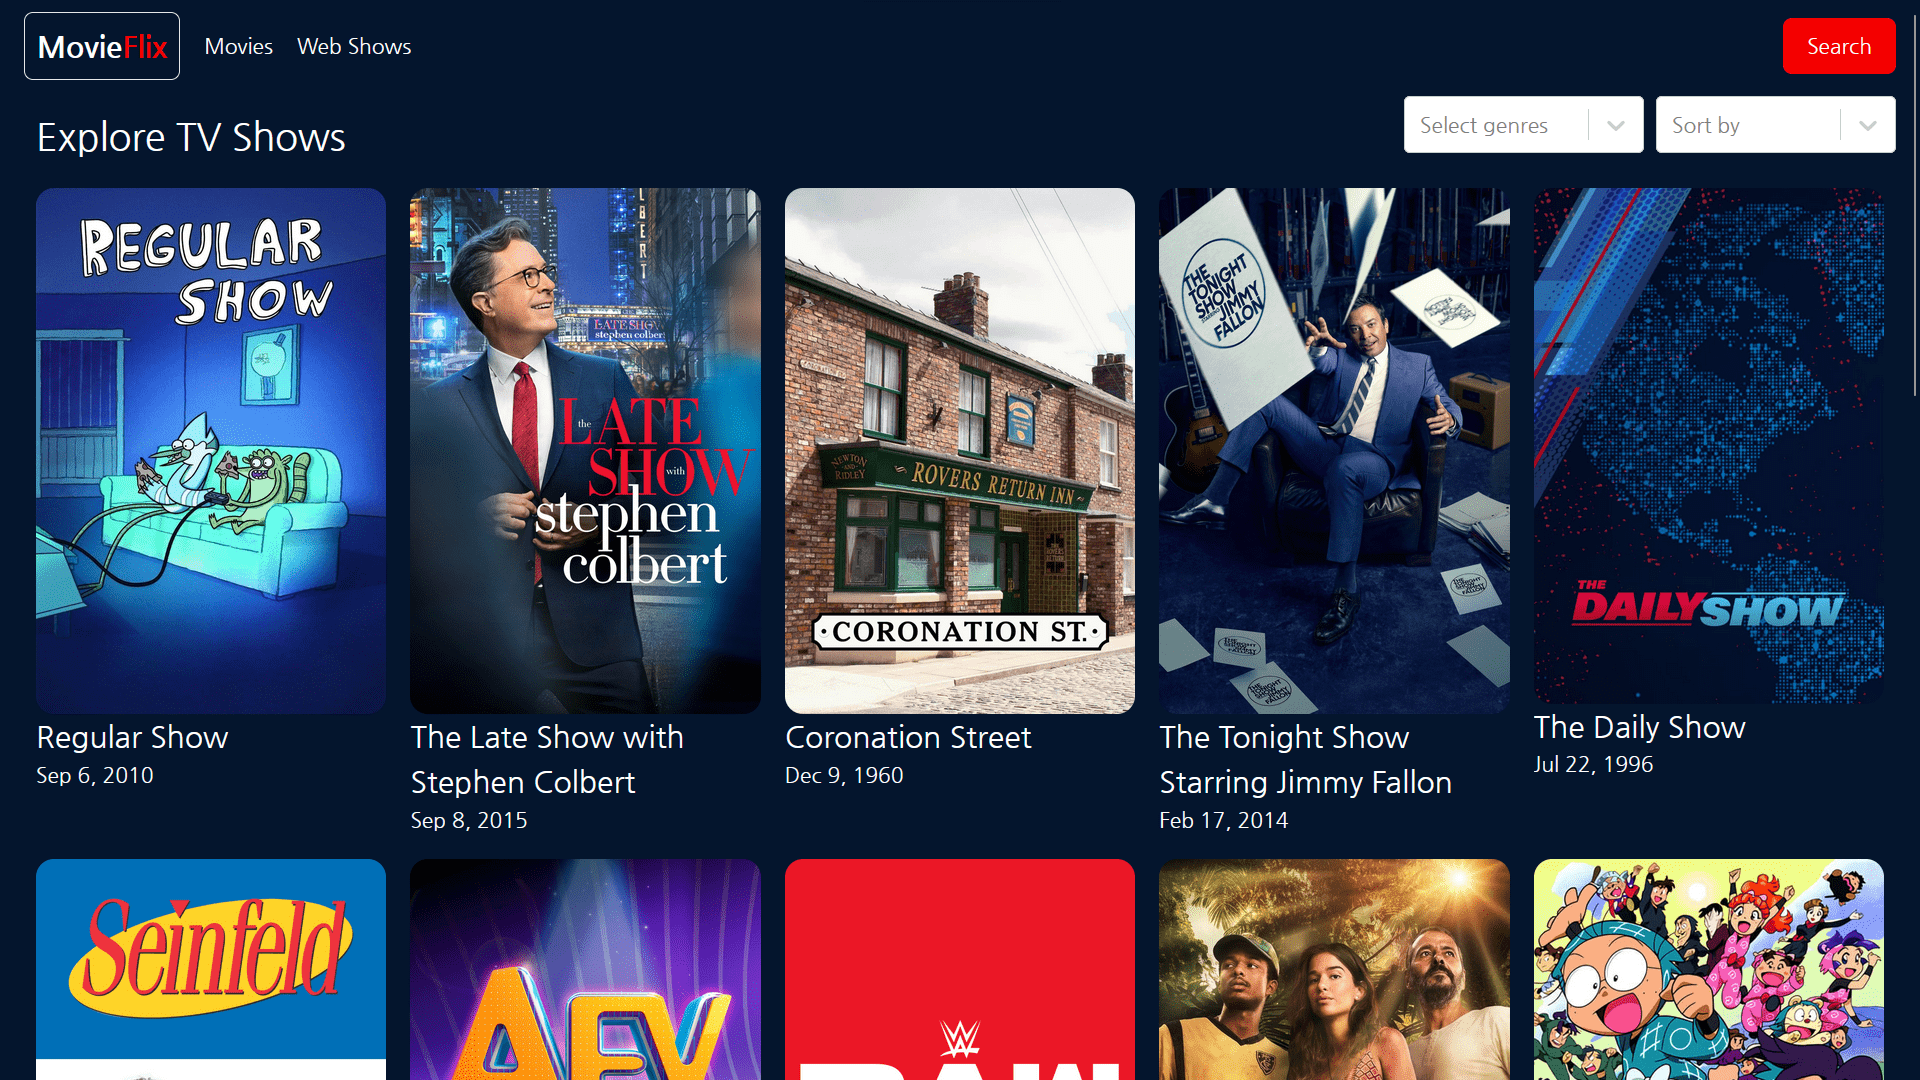 MovieFlix
Movies
Web Shows
Search
Explore TV Shows
Select genres
Sort by
REGULAR
SHOW
LATE SHOW
stephen colbert
the
LATE
SHOW
with
stephen
colbert
NEWTON
AND
RIDLEY
ROVERS RETURN INN
CORONATION ST.
THE
TONIGHT
SHOW
STARRING
JIMMY
FALLON
THE
DAILY SHOW
Regular Show
Sep 6, 2010
The Late Show with
Stephen Colbert
Sep 8, 2015
Coronation Street
Dec 9, 1960
The Tonight Show
Starring Jimmy Fallon
Feb 17, 2014
The Daily Show
Jul 22, 1996
Seinfeld
AFV
RAW